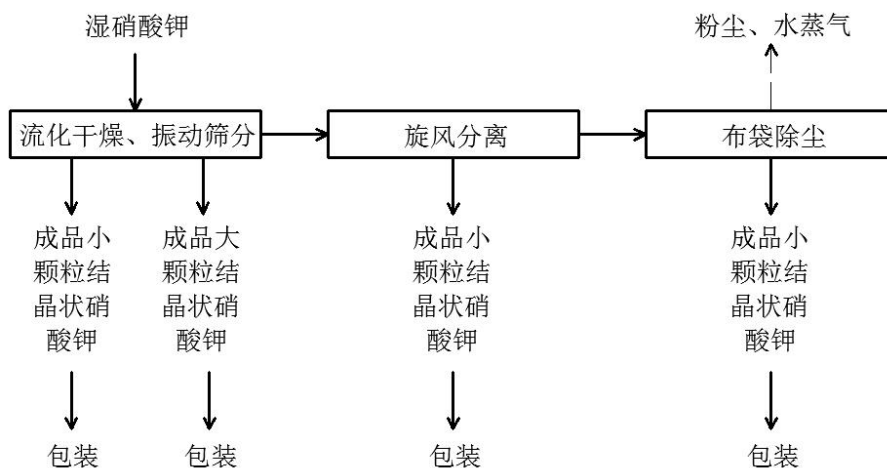 湿硝酸钾
粉尘、水蒸气
流化干燥、振动筛分
旋风分离
布袋除尘
成品小
颗粒结
晶状硝
酸钾
成品大
颗粒结
晶状硝
酸钾
成品小
颗粒结
晶状硝
酸钾
成品小
颗粒结
晶状硝
酸钾
包装
包装
包装
包装